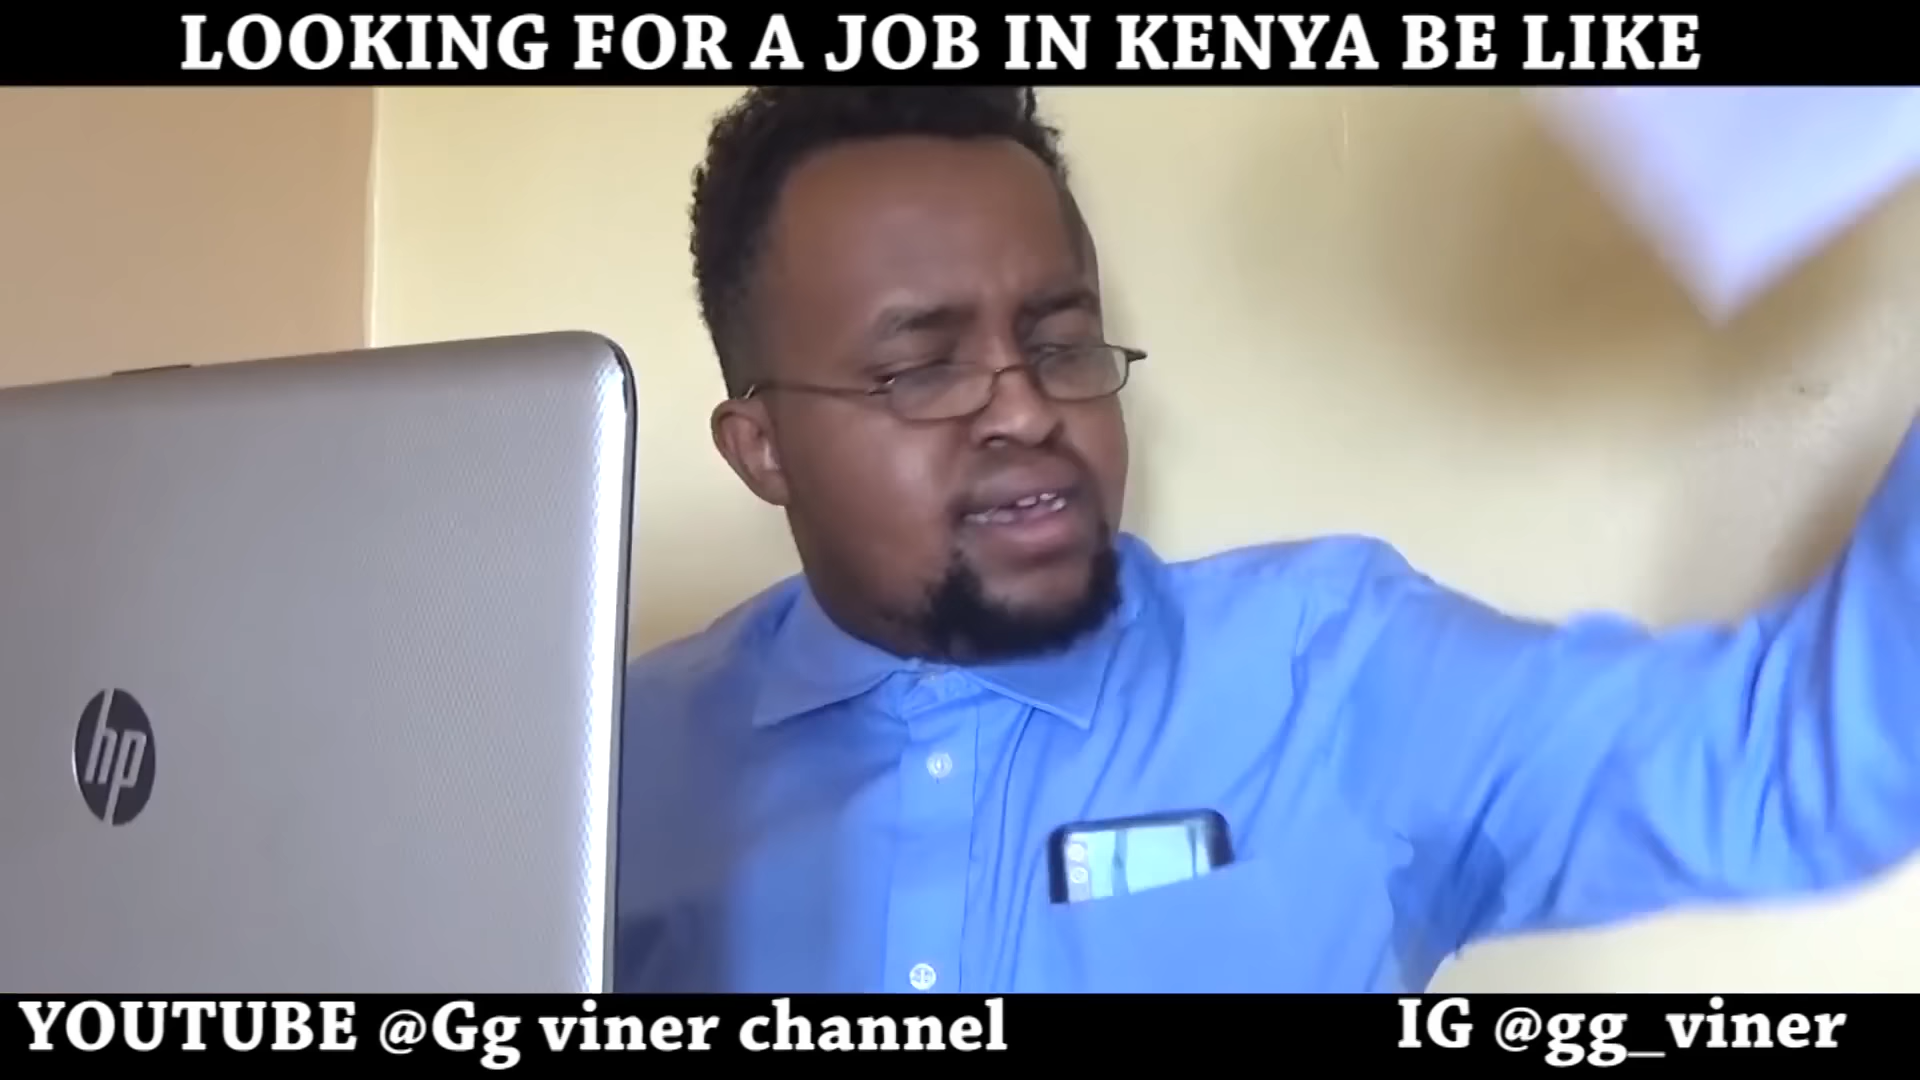 LOOKING FOR A JOB IN KENYA BE LIKE
hp
YOUTUBE @Gg viner channel
IG @gg_viner